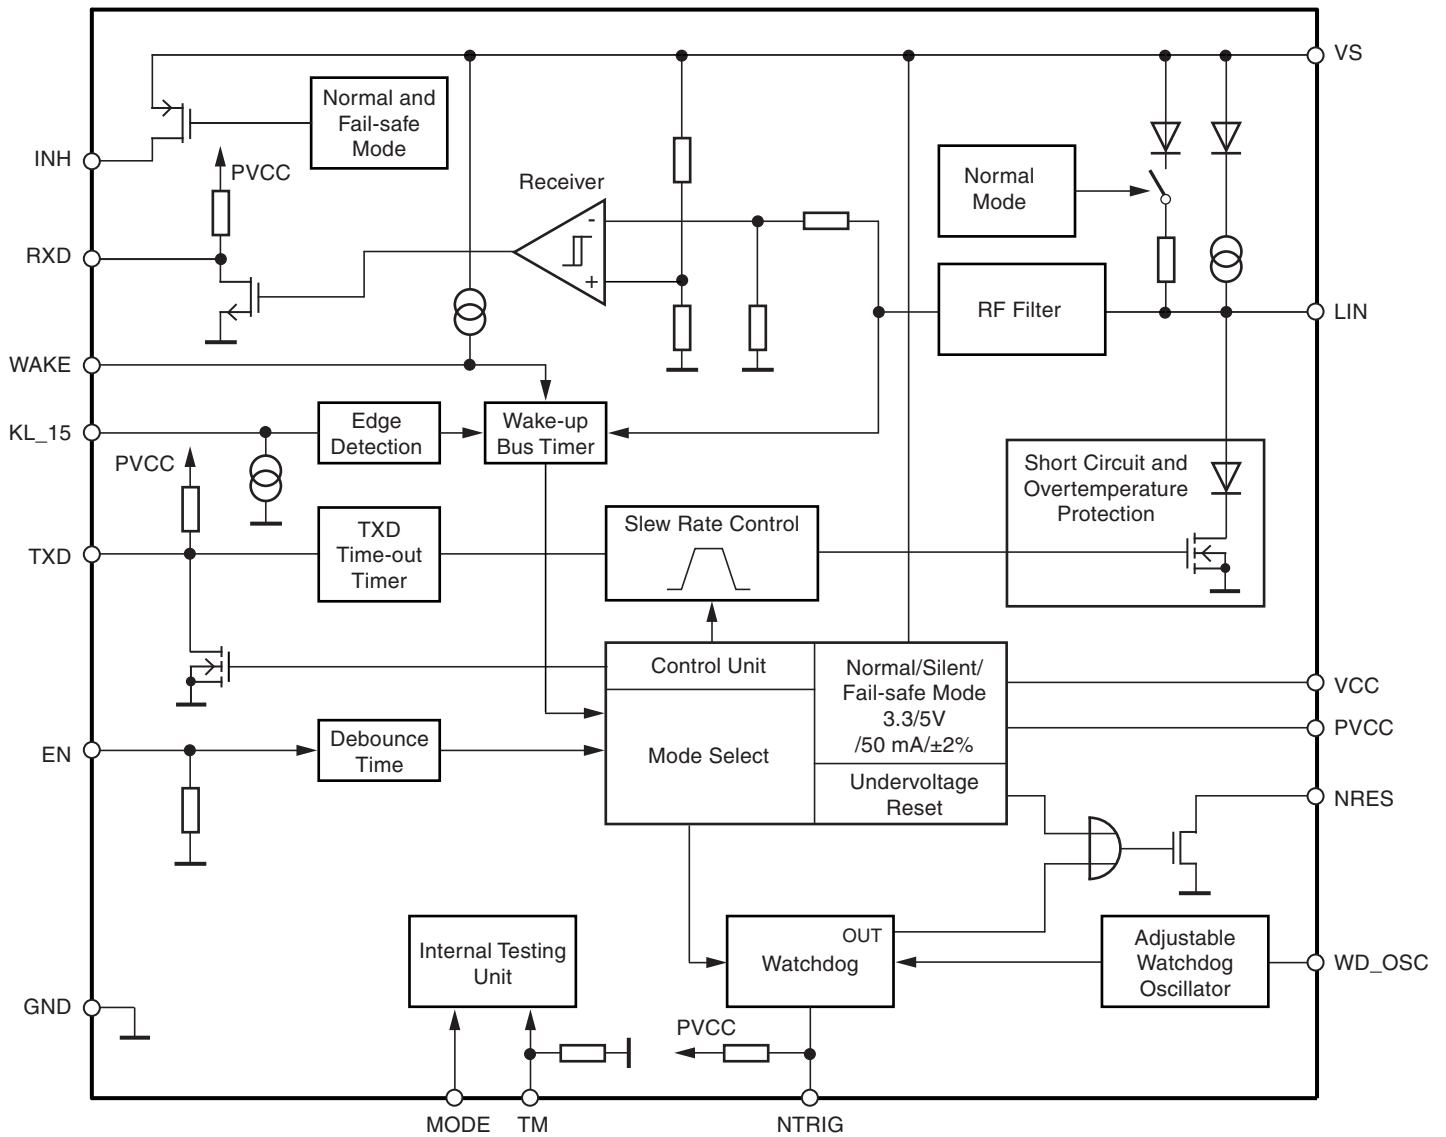 VS
Normal and
Fail-safe
Mode
INH
PVCC
Receiver
Normal
Mode
-
RXD
+
RF Filter
LIN
WAKE
KL_15
Edge
Detection
Wake-up
Bus Timer
PVCC
Short Circuit and
Overtemperature
Protection
TXD
TXD
Time-out
Timer
Slew Rate Control
Control Unit
Normal/Silent/
Fail-safe Mode
3.3/5V
/50 mA/±2%
VCC
PVCC
EN
Debounce
Time
Mode Select
Undervoltage
Reset
NRES
Internal Testing
Unit
OUT
Watchdog
Adjustable
Watchdog
Oscillator
WD_OSC
GND
PVCC
MODE
TM
NTRIG